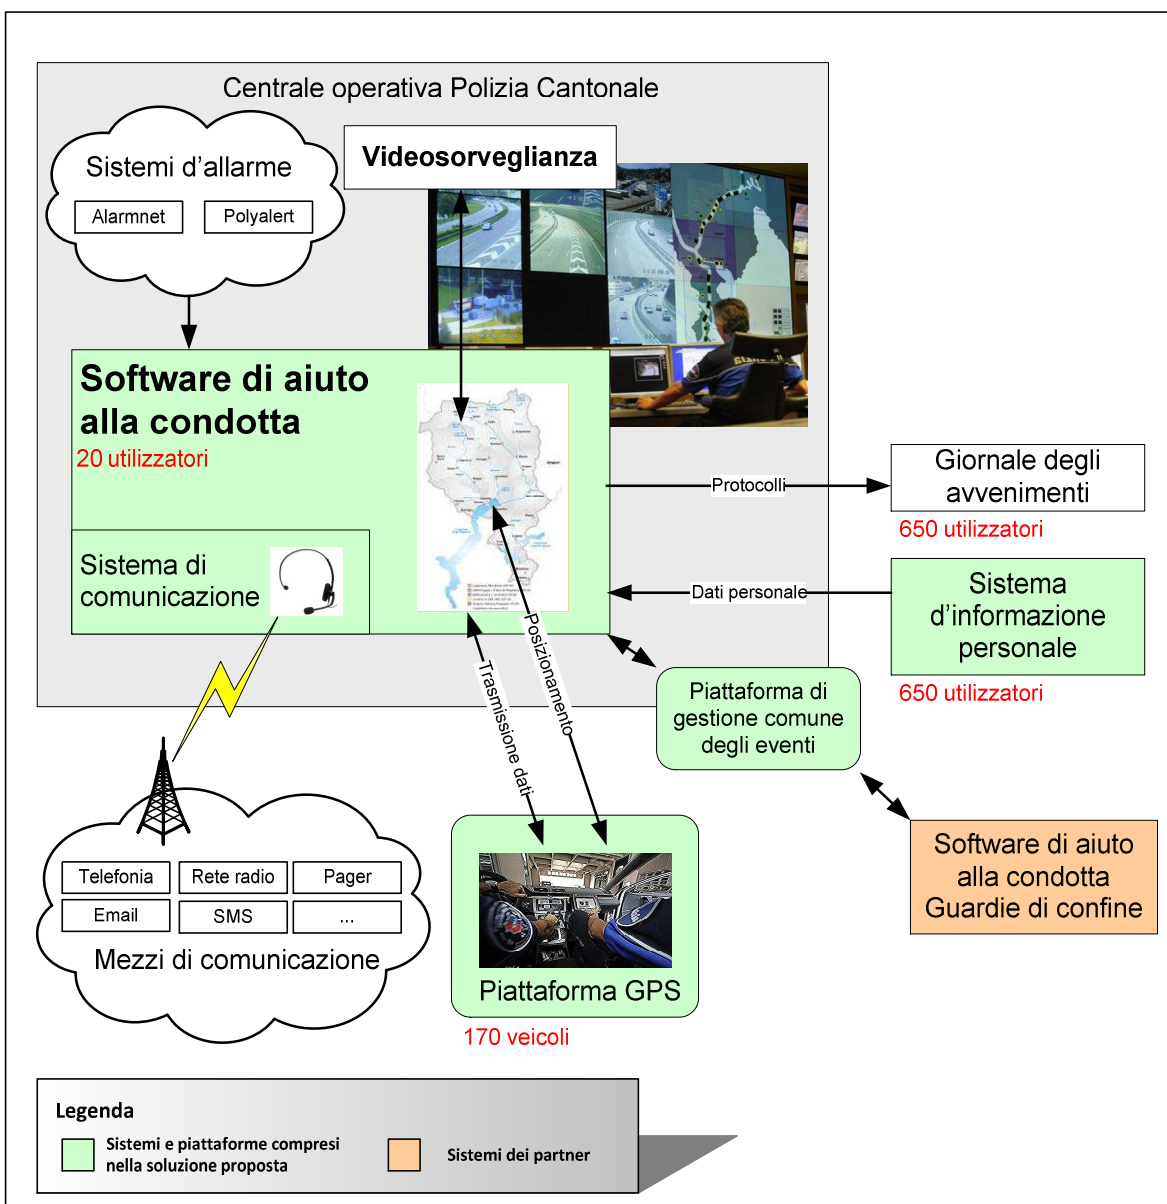 Centrale operativa Polizia Cantonale
Sistemi d'allarme
Alarmnet
Polyalert
Videosorveglianza
Software di aiuto
alla condotta
20 utilizzatori
Sistema di
comunicazione
Protocolli
Giornale degli
avvenimenti
650 utilizzatori
Dati personale
Sistema
d'informazione
personale
650 utilizzatori
Trasmissione dati
Posizionamento
Piattaforma di
gestione comune
degli eventi
Software di aiuto
alla condotta
Guardie di confine
Telefonia
Rete radio
Pager
Email
SMS
...
Mezzi di comunicazione
Piattaforma GPS
170 veicoli
Legenda
Sistemi e piattaforme compresi
nella soluzione proposta
Sistemi dei partner